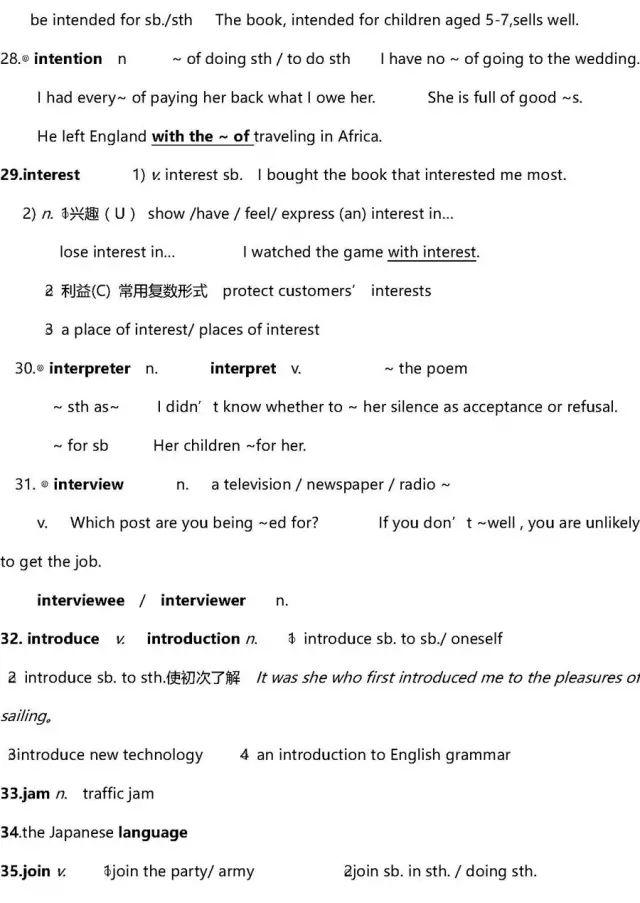 be intended for sb./sth The book, intended for children aged 5-7,sells well.
28.◎ intention n ~ of doing sth / to do sth I have no ~ of going to the wedding.
I had every~ of paying her back what I owe her. She is full of good ~s.
He left England with the ~ of traveling in Africa.
29.interest 1) v. interest sb. I bought the book that interested me most.
2) n. ①兴趣 ( U ) show /have / feel/ express (an) interest in...
lose interest in... I watched the game with interest.
② 利益(C) 常用复数形式 protect customers’ interests
③ a place of interest/ places of interest
30.◎ interpreter n. interpret v. ~ the poem
~ sth as~ I didn’t know whether to ~ her silence as acceptance or refusal.
~ for sb Her children ~for her.
31. ◎ interview n. a television / newspaper / radio ~
v. Which post are you being ~ed for? If you don’t ~well , you are unlikely
to get the job.
interviewee / interviewer n.
32. introduce v. introduction n. ① introduce sb. to sb./ oneself
② introduce sb. to sth.使初次了解 It was she who first introduced me to the pleasures of
sailing。
③introduce new technology ④ an introduction to English grammar
33.jam n. traffic jam
34.the Japanese language
35.join v. ①join the party/ army ②join sb. in sth. / doing sth.